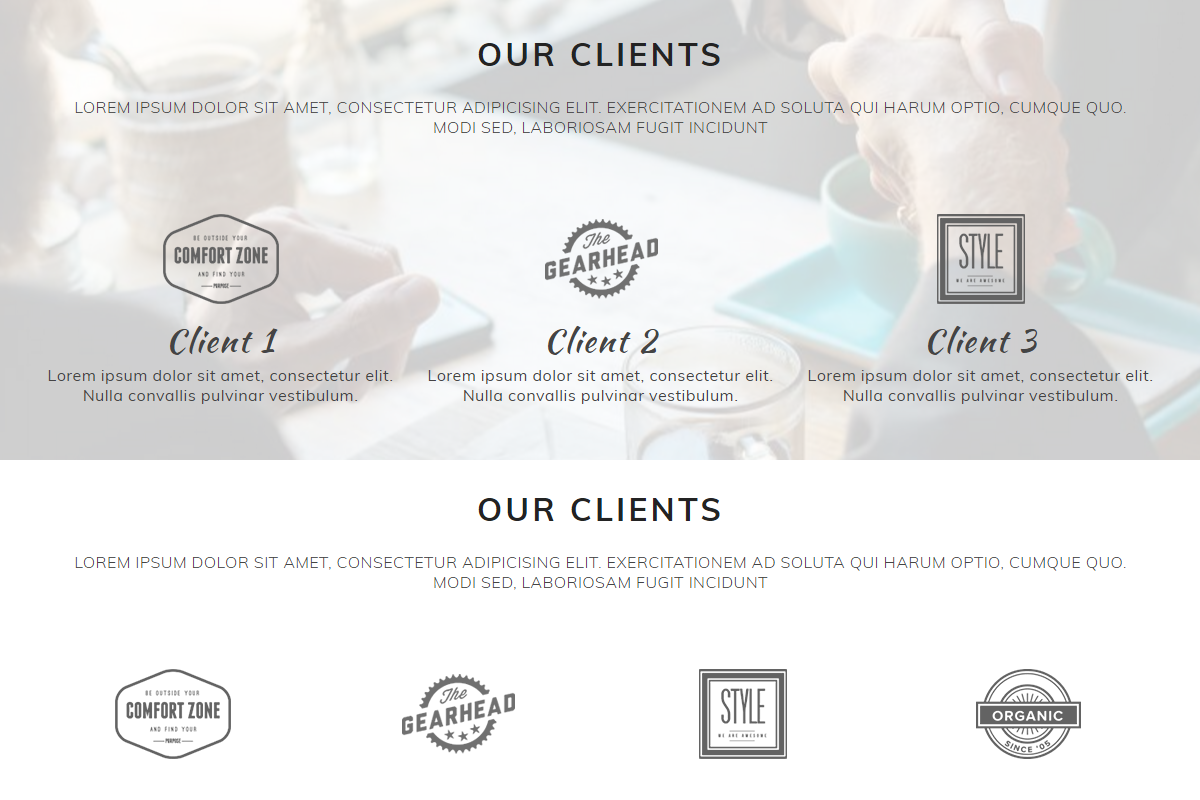 OUR CLIENTS
LOREM IPSUM DOLOR SIT AMET, CONSECTETUR ADIPICISING ELIT. EXERCITATIONEM AD SOLUTA QUI HARUM OPTIO, CUMQUE QUO.
MODI SED, LABORIOSAM FUGIT INCIDUNT
BE OUTSIDE YOUR
COMFORT ZONE
AND FIND YOUR
PURPOSE
The
GEARHEAD
STYLE
WE ARE AWESOME
Client 1
Client 2
Client 3
Lorem ipsum dolor sit amet, consectetur elit.
Nulla convallis pulvinar vestibulum.
Lorem ipsum dolor sit amet, consectetur elit.
Nulla convallis pulvinar vestibulum.
Lorem ipsum dolor sit amet, consectetur elit.
Nulla convallis pulvinar vestibulum.
OUR CLIENTS
LOREM IPSUM DOLOR SIT AMET, CONSECTETUR ADIPICISING ELIT. EXERCITATIONEM AD SOLUTA QUI HARUM OPTIO, CUMQUE QUO.
MODI SED, LABORIOSAM FUGIT INCIDUNT
BE OUTSIDE YOUR
COMFORT ZONE
AND FIND YOUR
PURPOSE
The
GEARHEAD
STYLE
WE ARE AWESOME
ORGANIC
SINCE '05